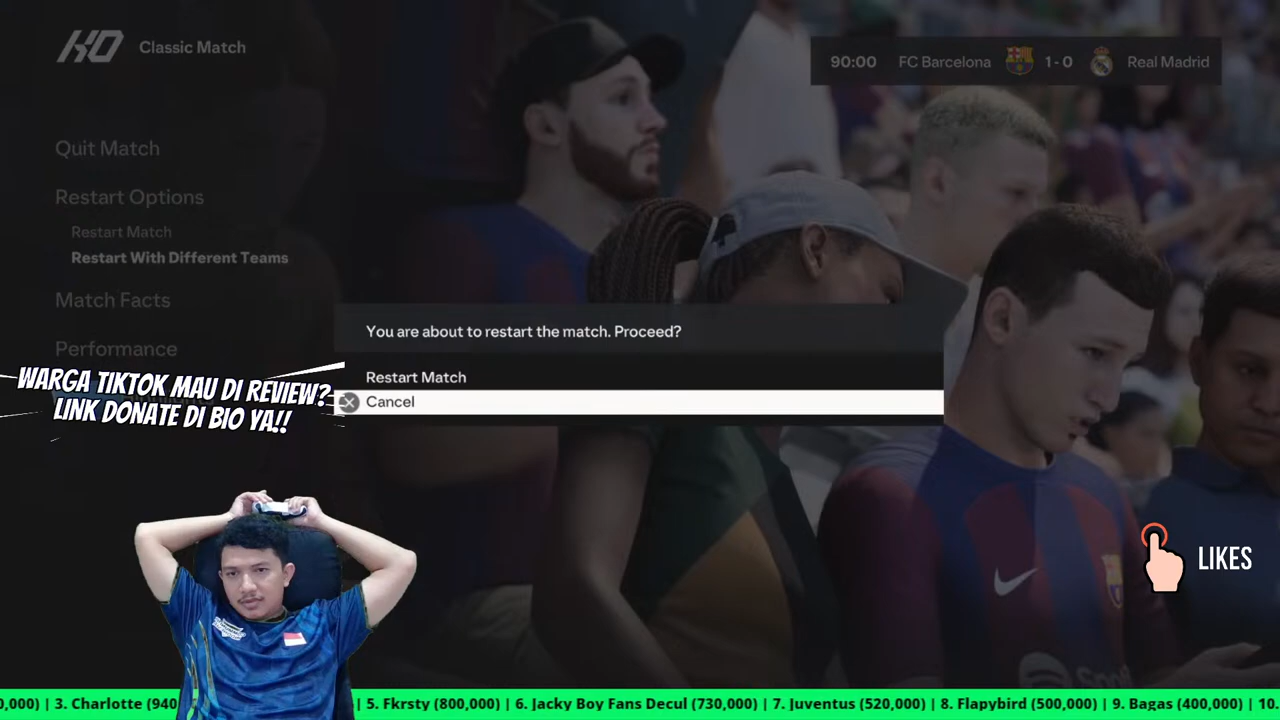 KO Classic Match
90:00 FC Barcelona 1 - 0 Real Madrid
Quit Match
Restart Options
Restart Match
Restart With Different Teams
Match Facts
Performance
You are about to restart the match. Proceed?
Restart Match
Cancel
WARGA TIKTOK MAU DI REVIEW?
LINK DONATE DI BIO YA!!
LIKES
0,000) | 3. Charlotte (940 | 5. Fkrsty (800,000) | 6. Jacky Boy Fans Decul (730,000) | 7. Juventus (520,000) | 8. Flapybird (500,000) | 9. Bagas (400,000) | 10.